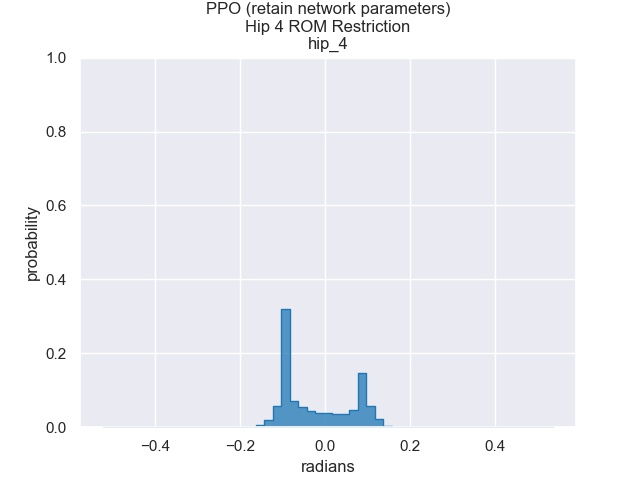 PPO (retain network parameters)
Hip 4 ROM Restriction
hip_4
1.0
0.8
0.6
0.4
0.2
0.0
probability
−0.4
−0.2
0.0
0.2
0.4
radians